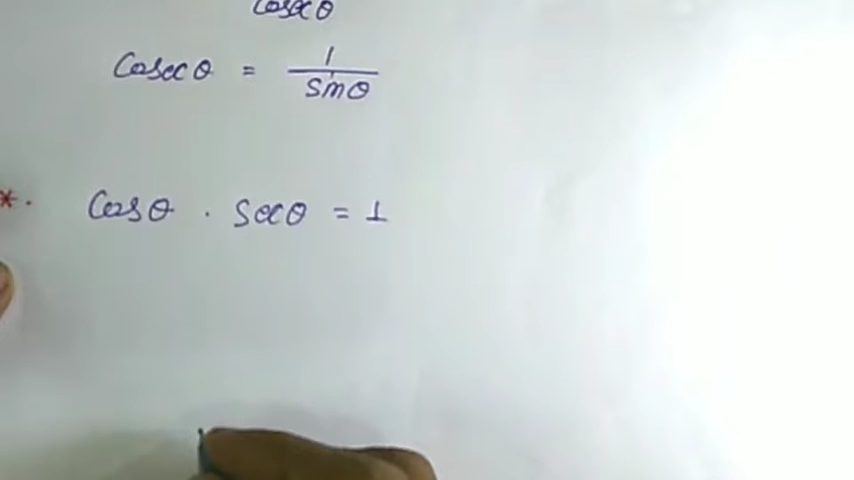 Cosec θ
Cosec θ = 1 / sin θ
*. Cos θ . Sec θ = 1